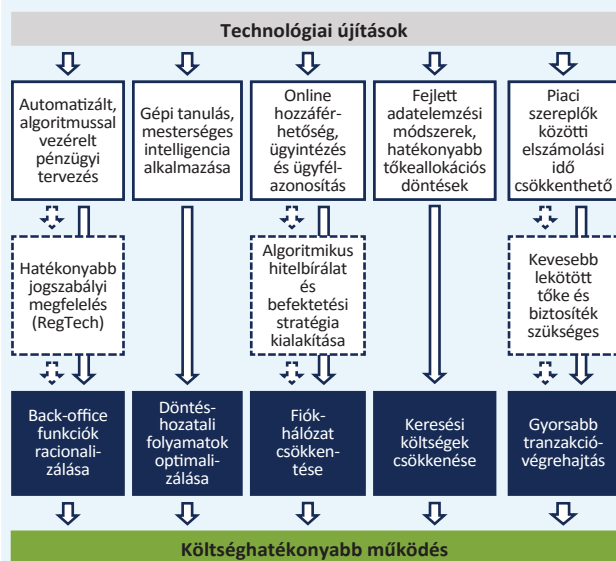 Technológiai újítások
Automatizált,
algoritmussal
vezérelt
pénzügyi
tervezés
Gépi tanulás,
mesterséges
intelligencia
alkalmazása
Online
hozzáfér-
hetőség,
ügyintézés
és ügyfél-
azonosítás
Fejlett
adatelemzési
módszerek,
hatékonyabb
tőkeallokációs
döntések
Piaci
szereplők
közötti
elszámolási
idő
csökkenthető
Hatékonyabb
jogszabályi
megfelelés
(RegTech)
Algoritmikus
hitelbírálat
és
befektetési
stratégia
kialakítása
Kevesebb
lekötött
tőke és
biztosíték
szükséges
Back-office
funkciók
racionali-
zálása
Döntés-
hozatali
folyamatok
optimali-
zálása
Fiók-
hálózat
csökken-
tése
Keresési
költségek
csökkenése
Gyorsabb
tranzakció-
végrehajtás
Költséghatékonyabb működés